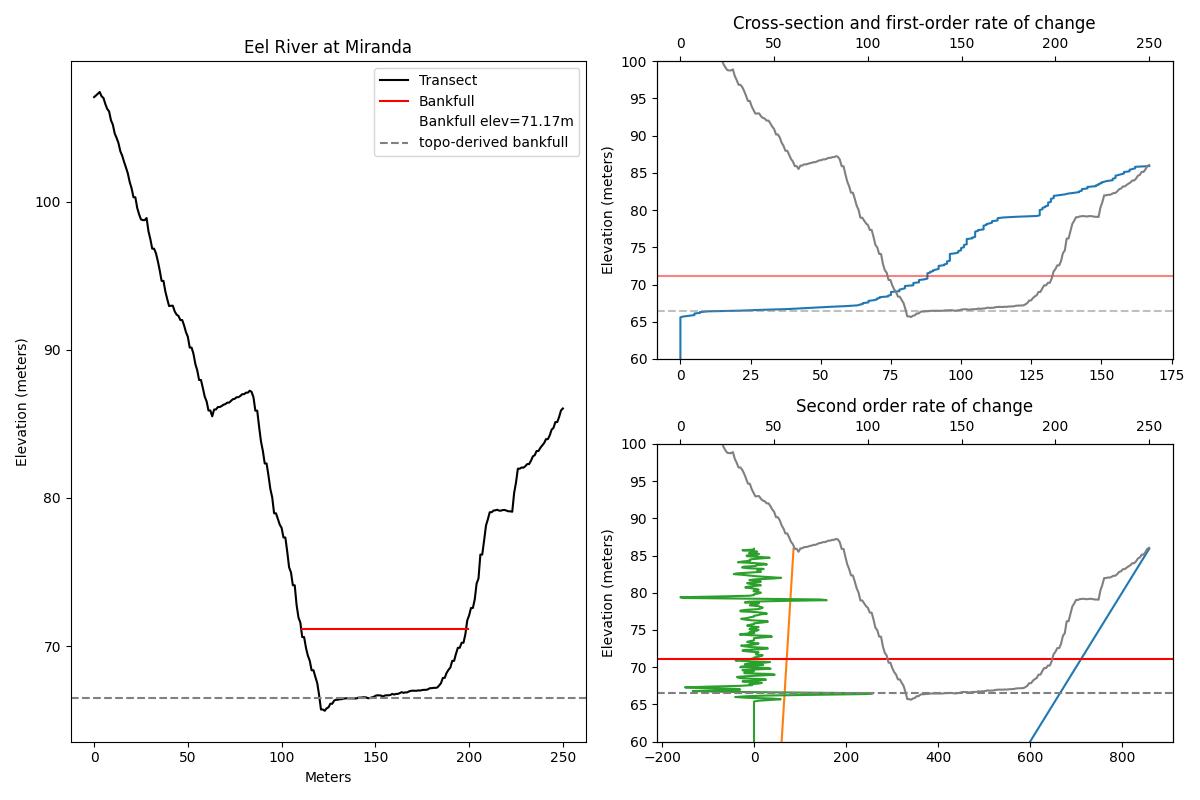 Eel River at Miranda
Transect
Bankfull
Bankfull elev=71.17m
topo-derived bankfull
Elevation (meters)
100
90
80
70
0 50 100 150 200 250
Meters
Cross-section and first-order rate of change
0 50 100 150 200 250
Elevation (meters)
100
95
90
85
80
75
70
65
60
0 25 50 75 100 125 150 175
Second order rate of change
0 50 100 150 200 250
Elevation (meters)
100
95
90
85
80
75
70
65
60
−200 0 200 400 600 800